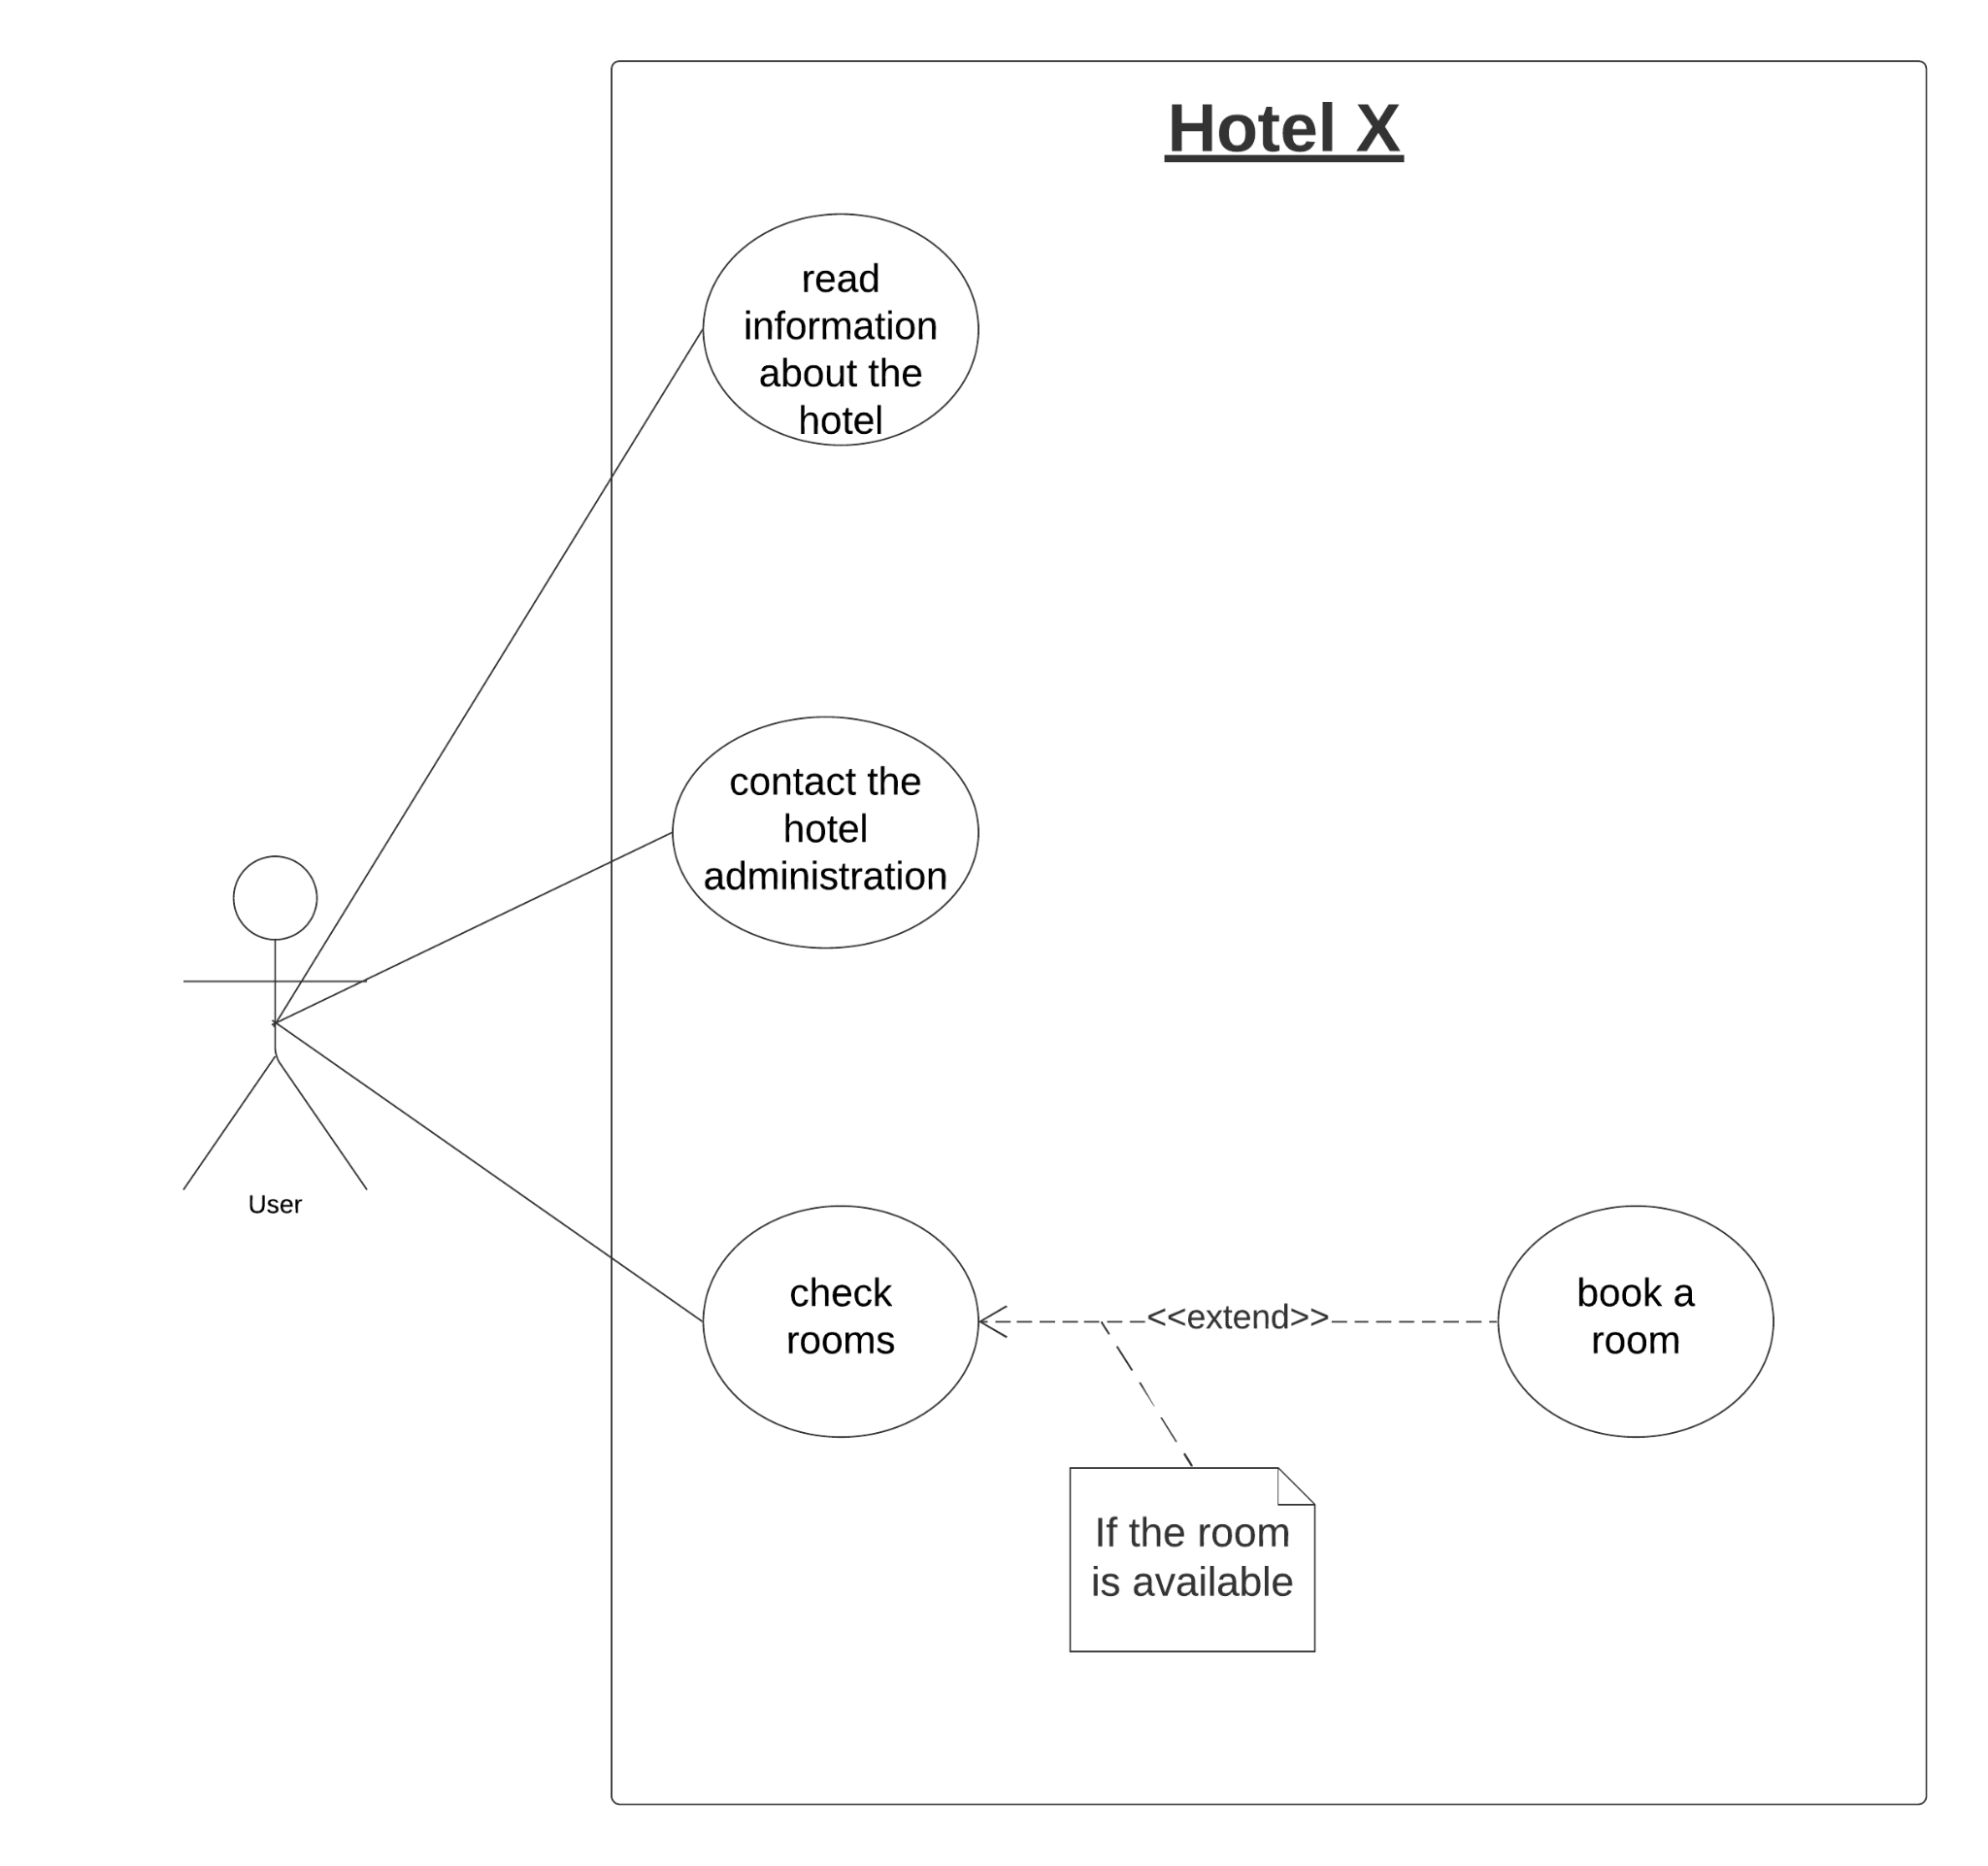 Hotel X
read
information
about the
hotel
contact the
hotel
administration
User
check
rooms
<<extend>>
book a
room
If the room
is available